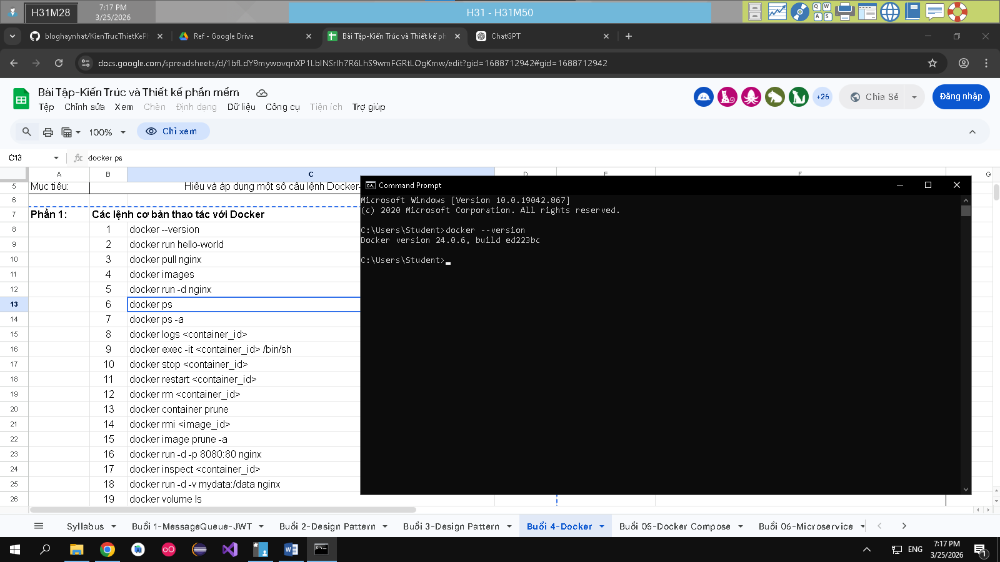 H31M28
7:17 PM
3/25/2026
H31 - H31M50
bloghaynhat/KienTrucThietKePh
Ref - Google Drive
Bài Tập-Kiến Trúc và Thiết kế ph
ChatGPT
docs.google.com/spreadsheets/d/1bfLdY9mywovqnXP1LbINSrIh7R6LhS9wmFGRtLOgKmw/edit?gid=1688712942#gid=1688712942
Bài Tập-Kiến Trúc và Thiết kế phần mềm
Tệp Chỉnh sửa Xem Chèn Định dạng Dữ liệu Công cụ Tiện ích Trợ giúp
+26
Chia Sẻ
Đăng nhập
100%
Chỉ xem
C13
fx docker ps
A B C D E F G
5 Mục tiêu: Hiểu và áp dụng một số câu lệnh Docker-
6
7 Phần 1: Các lệnh cơ bản thao tác với Docker
8 1 docker --version
9 2 docker run hello-world
10 3 docker pull nginx
11 4 docker images
12 5 docker run -d nginx
13 6 docker ps
14 7 docker ps -a
15 8 docker logs <container_id>
16 9 docker exec -it <container_id> /bin/sh
17 10 docker stop <container_id>
18 11 docker restart <container_id>
19 12 docker rm <container_id>
20 13 docker container prune
21 14 docker rmi <image_id>
22 15 docker image prune -a
23 16 docker run -d -p 8080:80 nginx
24 17 docker inspect <container_id>
25 18 docker run -d -v mydata:/data nginx
26 19 docker volume ls
Command Prompt
Microsoft Windows [Version 10.0.19042.867]
(c) 2020 Microsoft Corporation. All rights reserved.
C:\Users\Student>docker --version
Docker version 24.0.6, build ed223bc
C:\Users\Student>
Syllabus Buổi 1-MessageQueue-JWT Buổi 2-Design Pattern Buổi 3-Design Pattern Buổi 4-Docker Buổi 05-Docker Compose Buổi 06-Microservice
ENG
7:17 PM
3/25/2026
1